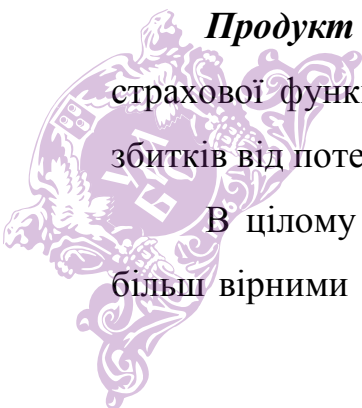 Продукт
страхової функ
збитків від поте
В цілому
більш вірними